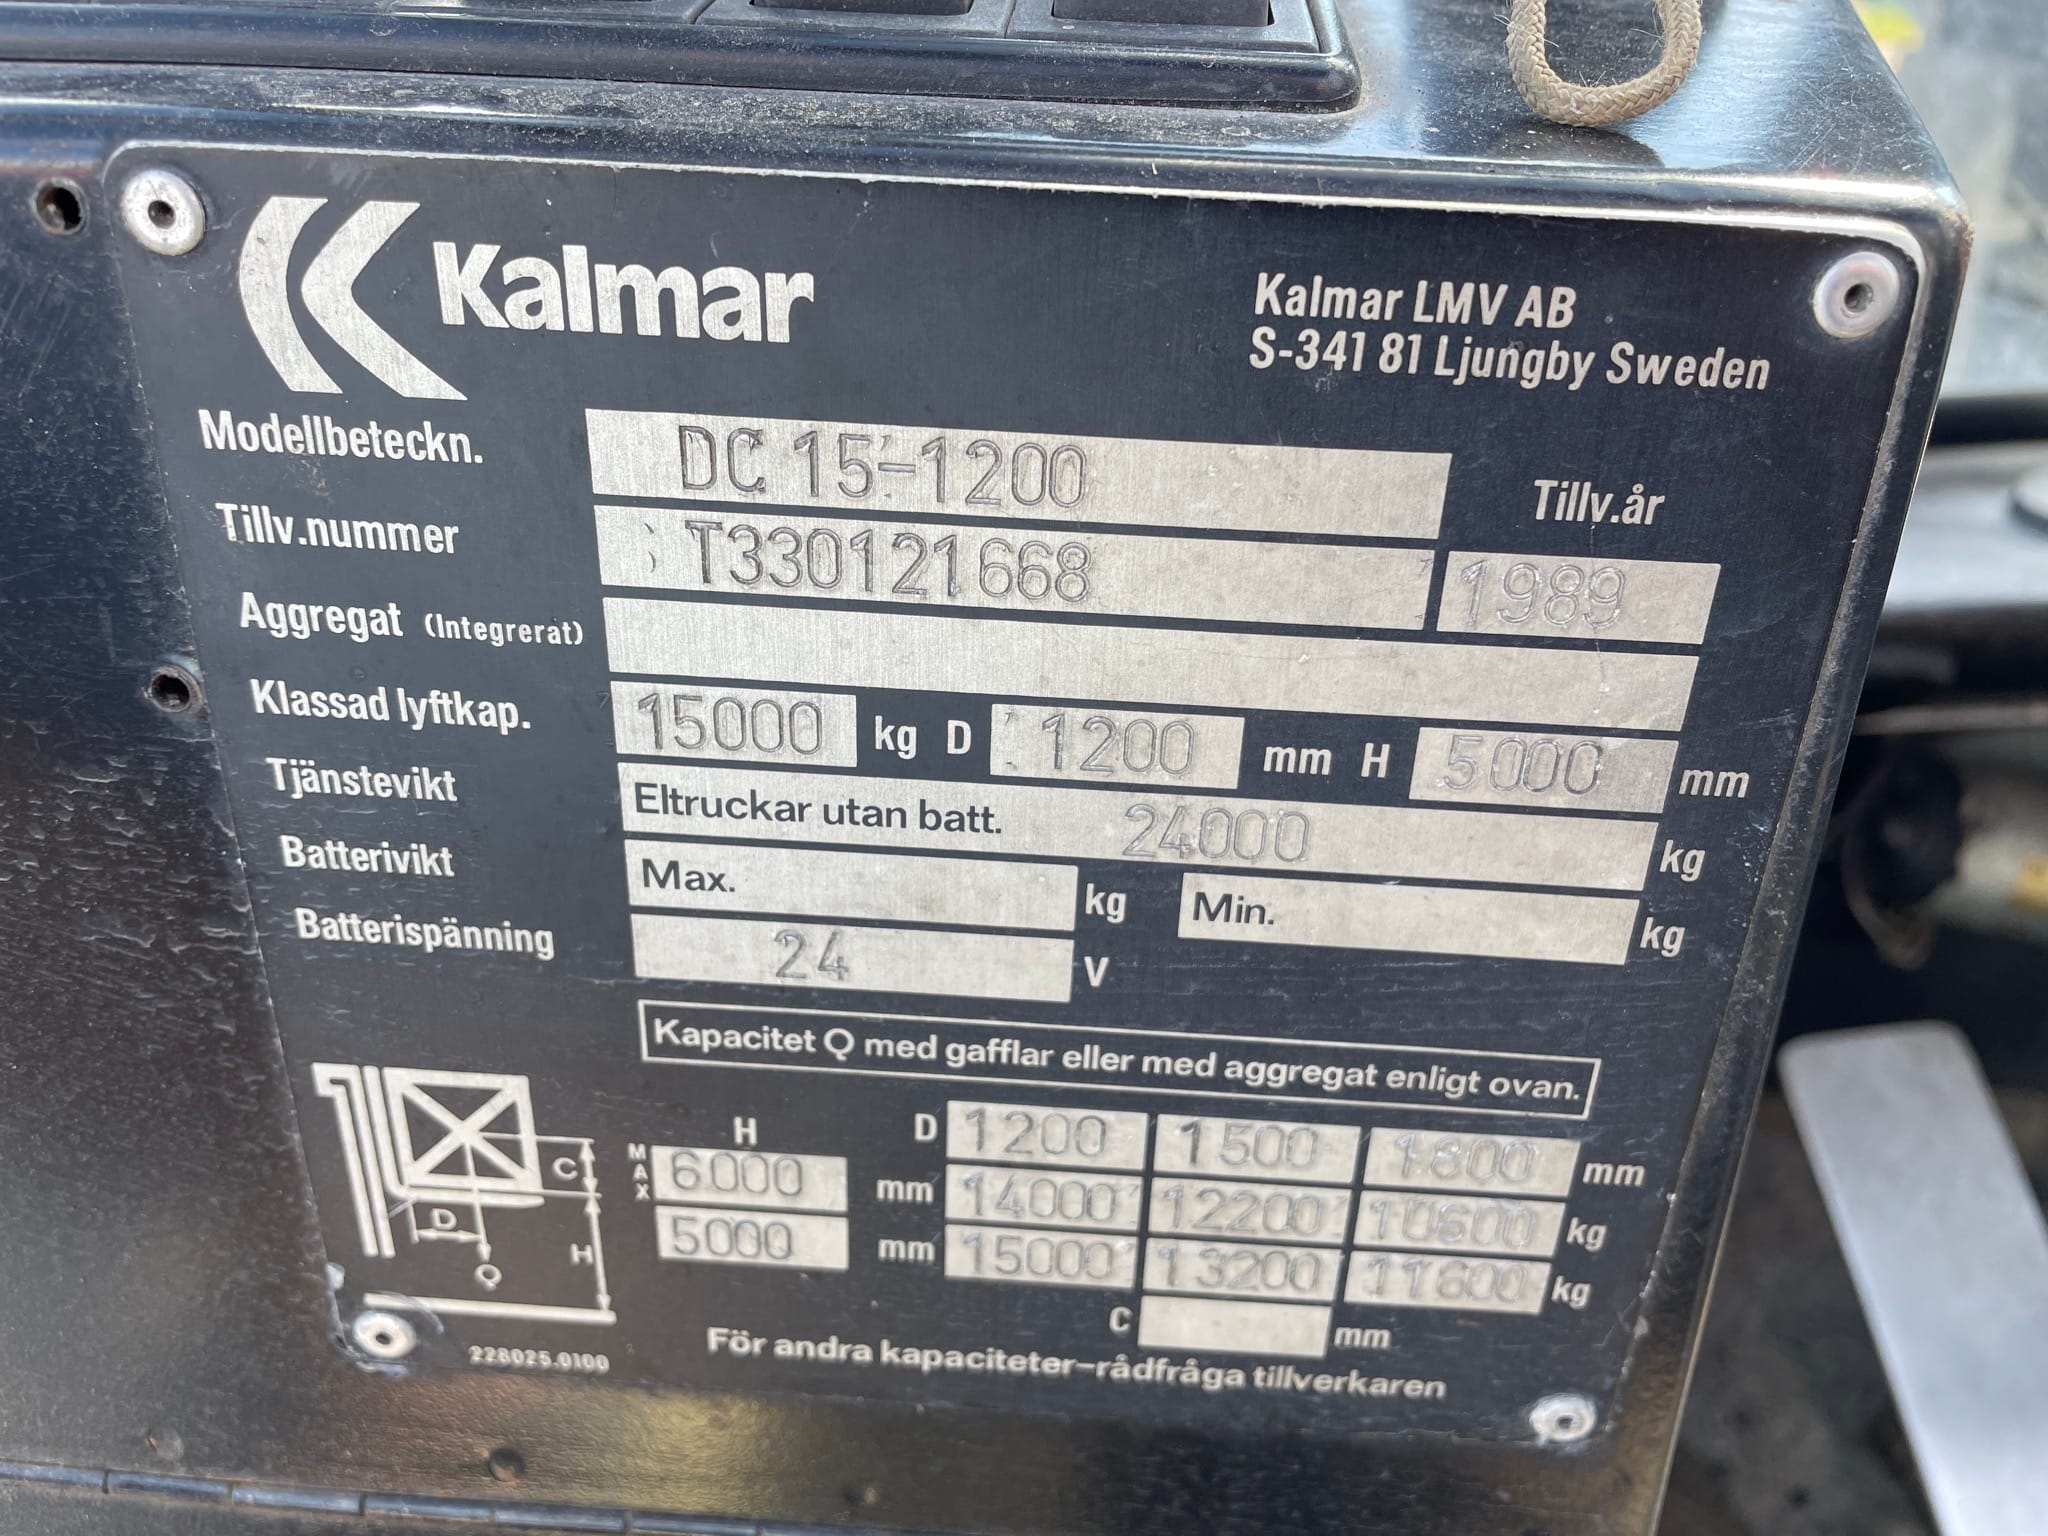 Kalmar
Kalmar LMV AB
S-341 81 Ljungby Sweden
Modellbeteckn. DC 15-1200
Tillv.år
Tillv.nummer T330121668 1989
Aggregat (Integrerat)
Klassad lyftkap. 15000 kg D 1200 mm H 5000 mm
Tjänstevikt Eltruckar utan batt. 24000 kg
Batterivikt Max. kg Min. kg
Batterispänning 24 V
Kapacitet Q med gafflar eller med aggregat enligt ovan.
H D 1200 1500 1800 mm
MAX 6000 mm 14000 12200 10600 kg
5000 mm 15000 13200 11600 kg
C mm
C
D
H
Q
228025.0100
För andra kapaciteter-rådfråga tillverkaren